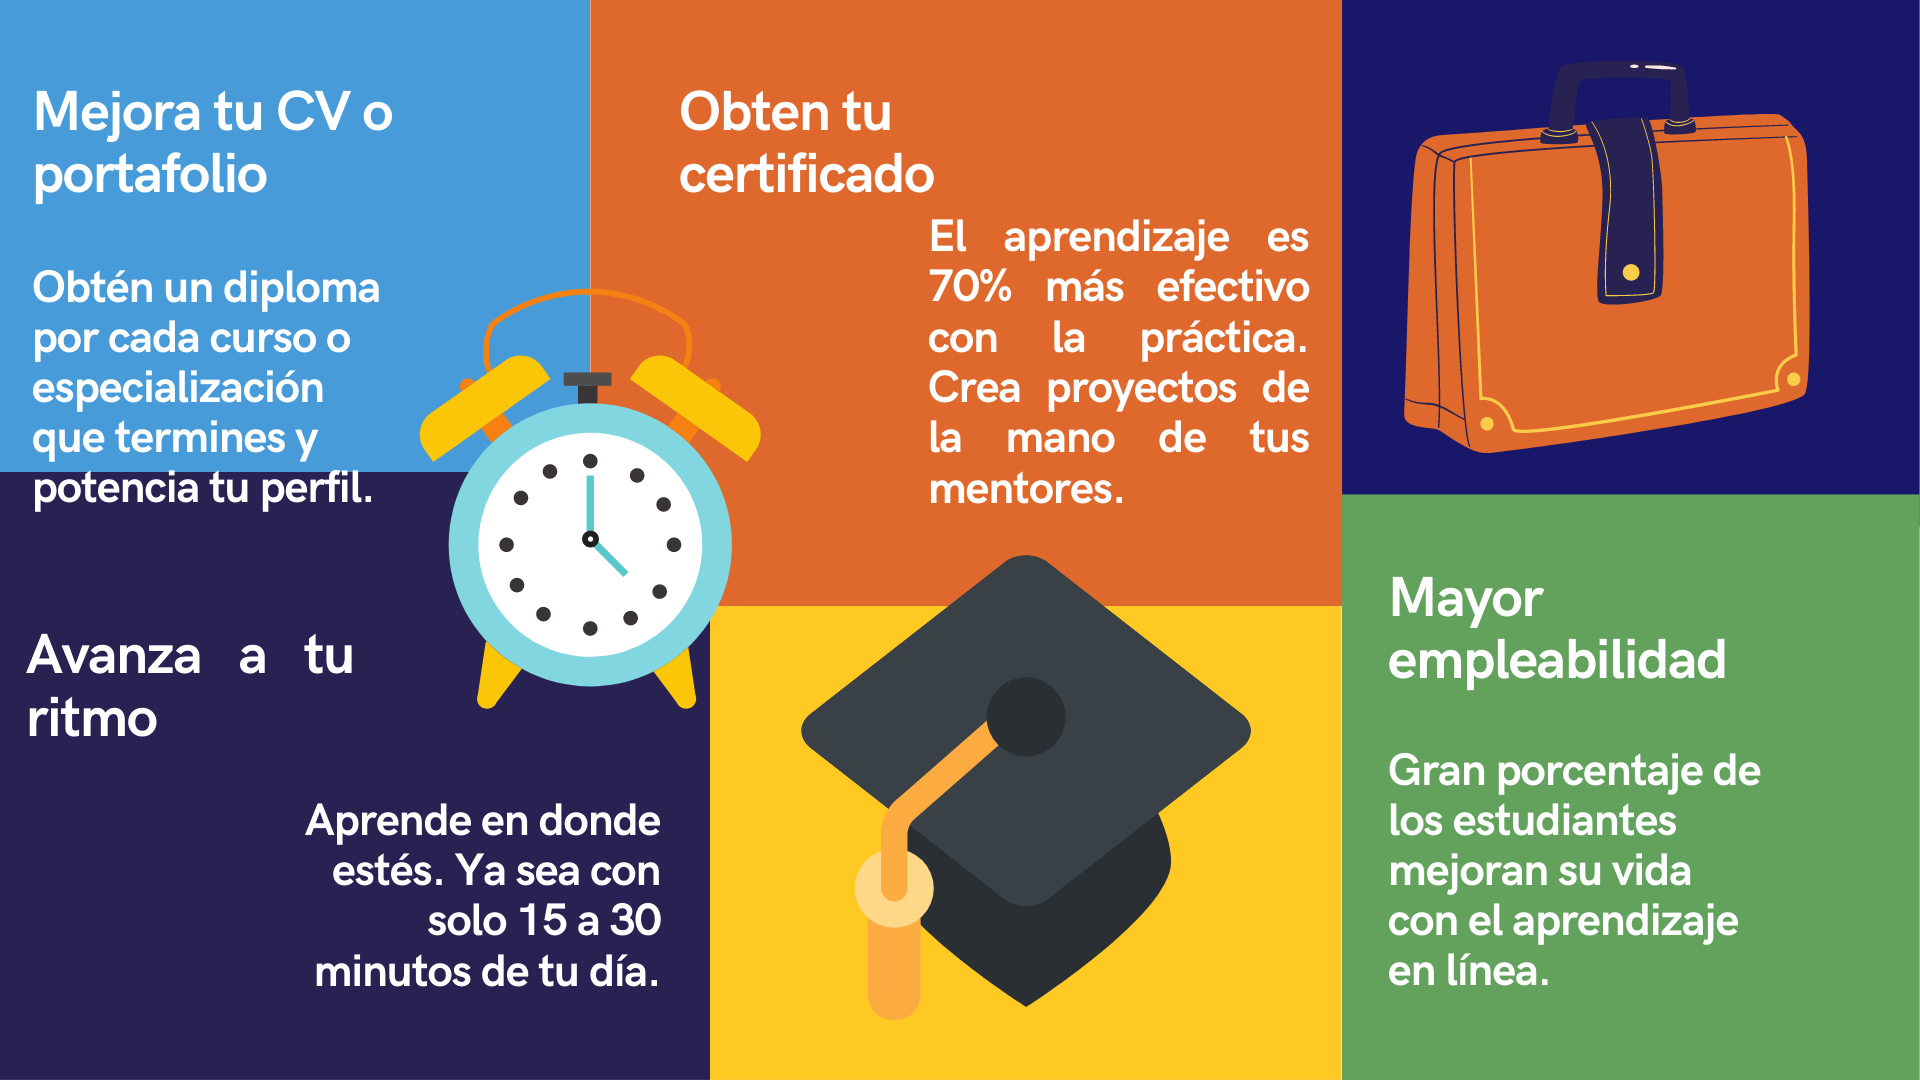 Mejora tu CV o
portafolio
Obtén un diploma
por cada curso o
especialización
que termines y
potencia tu perfil.
Obten tu
certificado
El aprendizaje es
70% más efectivo
con la práctica.
Crea proyectos de
la mano de tus
mentores.
Avanza a tu
ritmo
Aprende en donde
estés. Ya sea con
solo 15 a 30
minutos de tu día.
Mayor
empleabilidad
Gran porcentaje de
los estudiantes
mejoran su vida
con el aprendizaje
en línea.